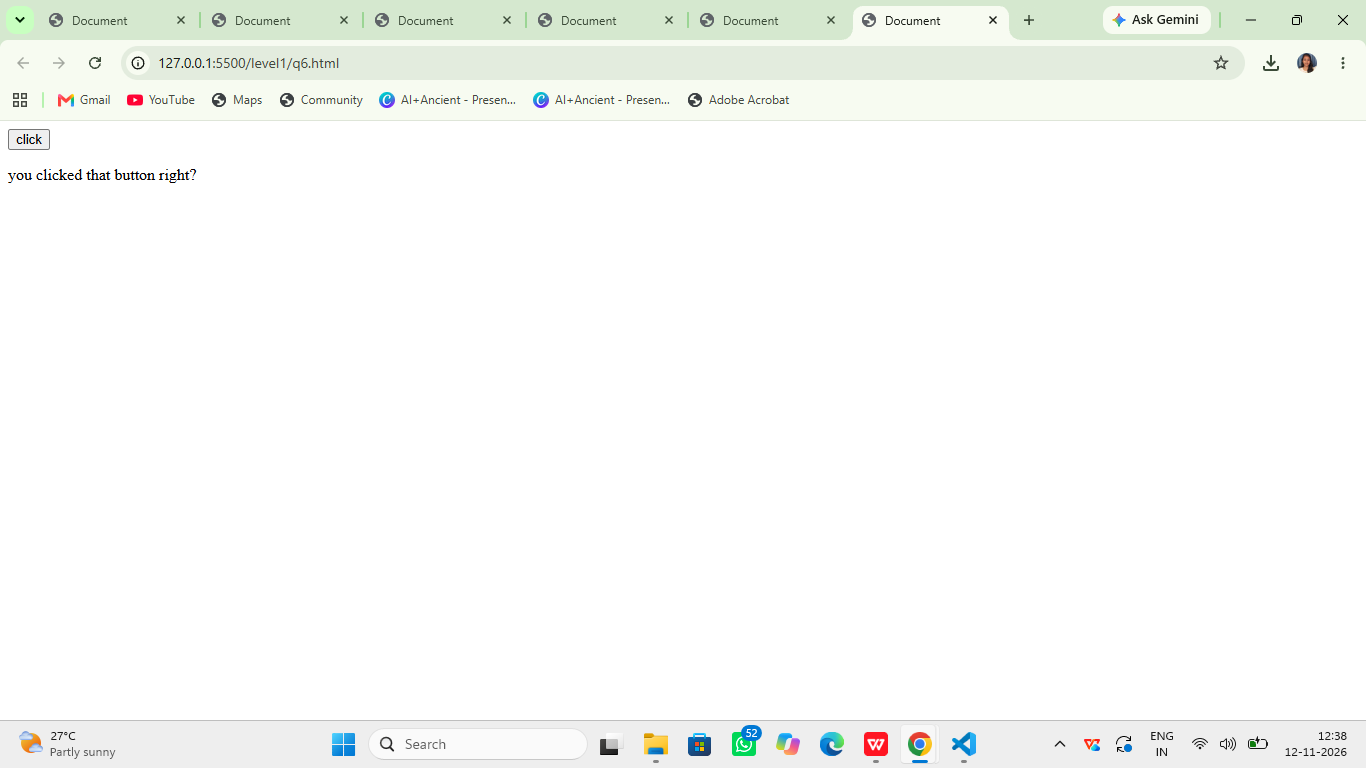 Document
Document
Document
Document
Document
Document
Ask Gemini
127.0.0.1:5500/level1/q6.html
Gmail
YouTube
Maps
Community
AI+Ancient - Presen...
AI+Ancient - Presen...
Adobe Acrobat
click
you clicked that button right?
27°C
Partly sunny
Search
52
ENG
IN
12:38
12-11-2026